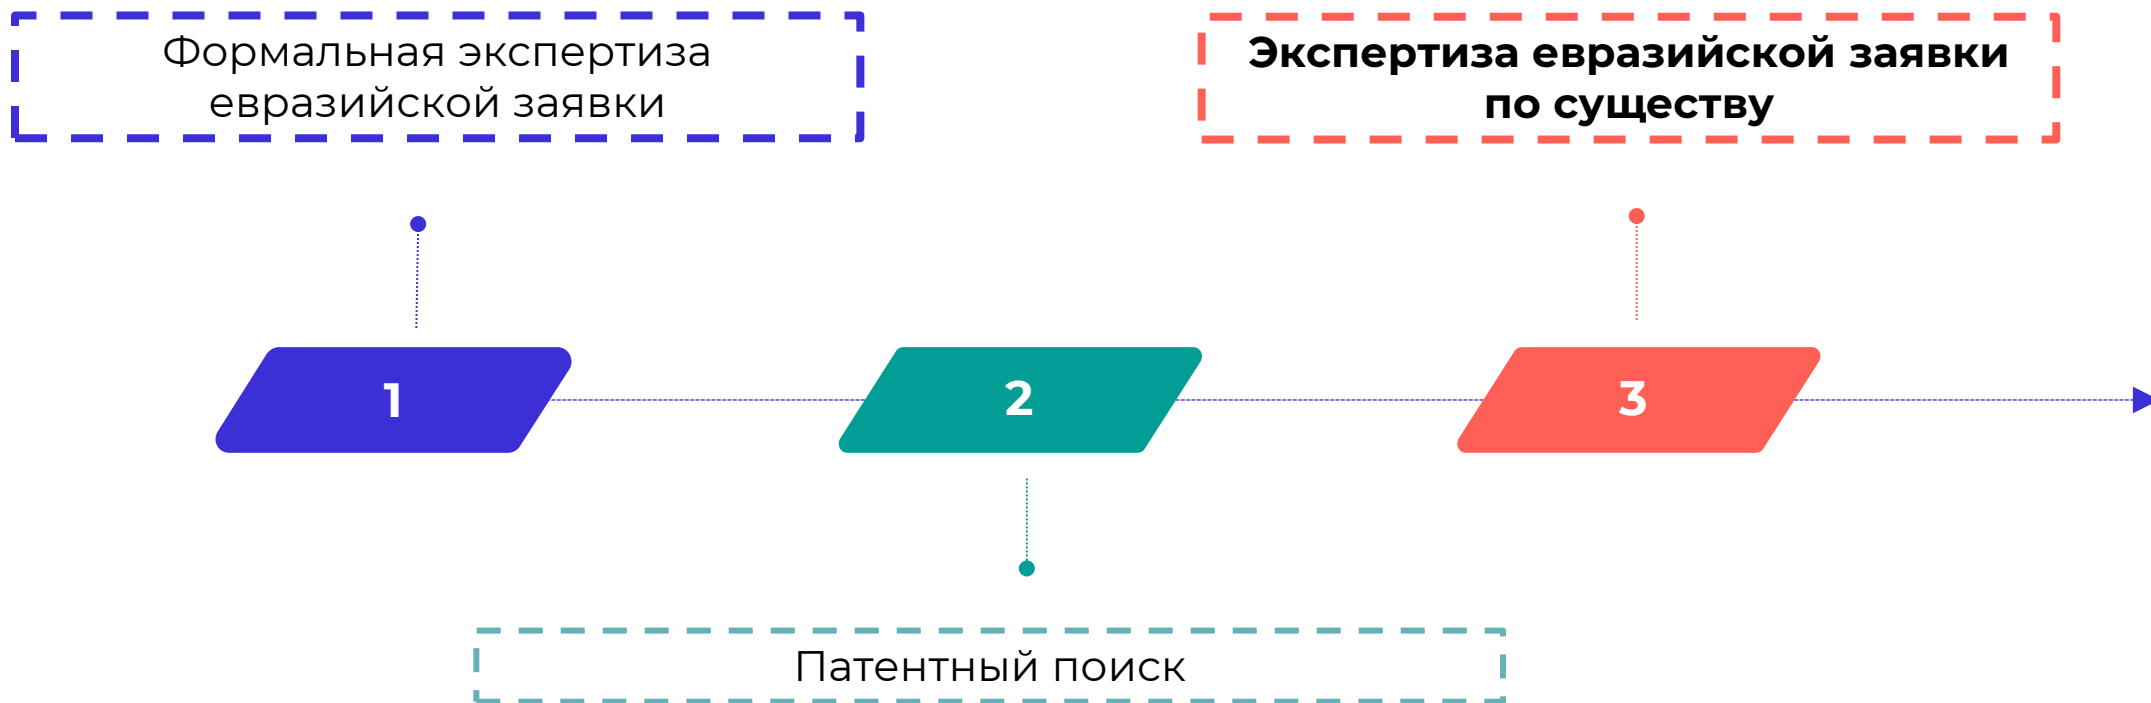 Формальная экспертиза
евразийской заявки
Экспертиза евразийской заявки
по существу
1
2
3
Патентный поиск